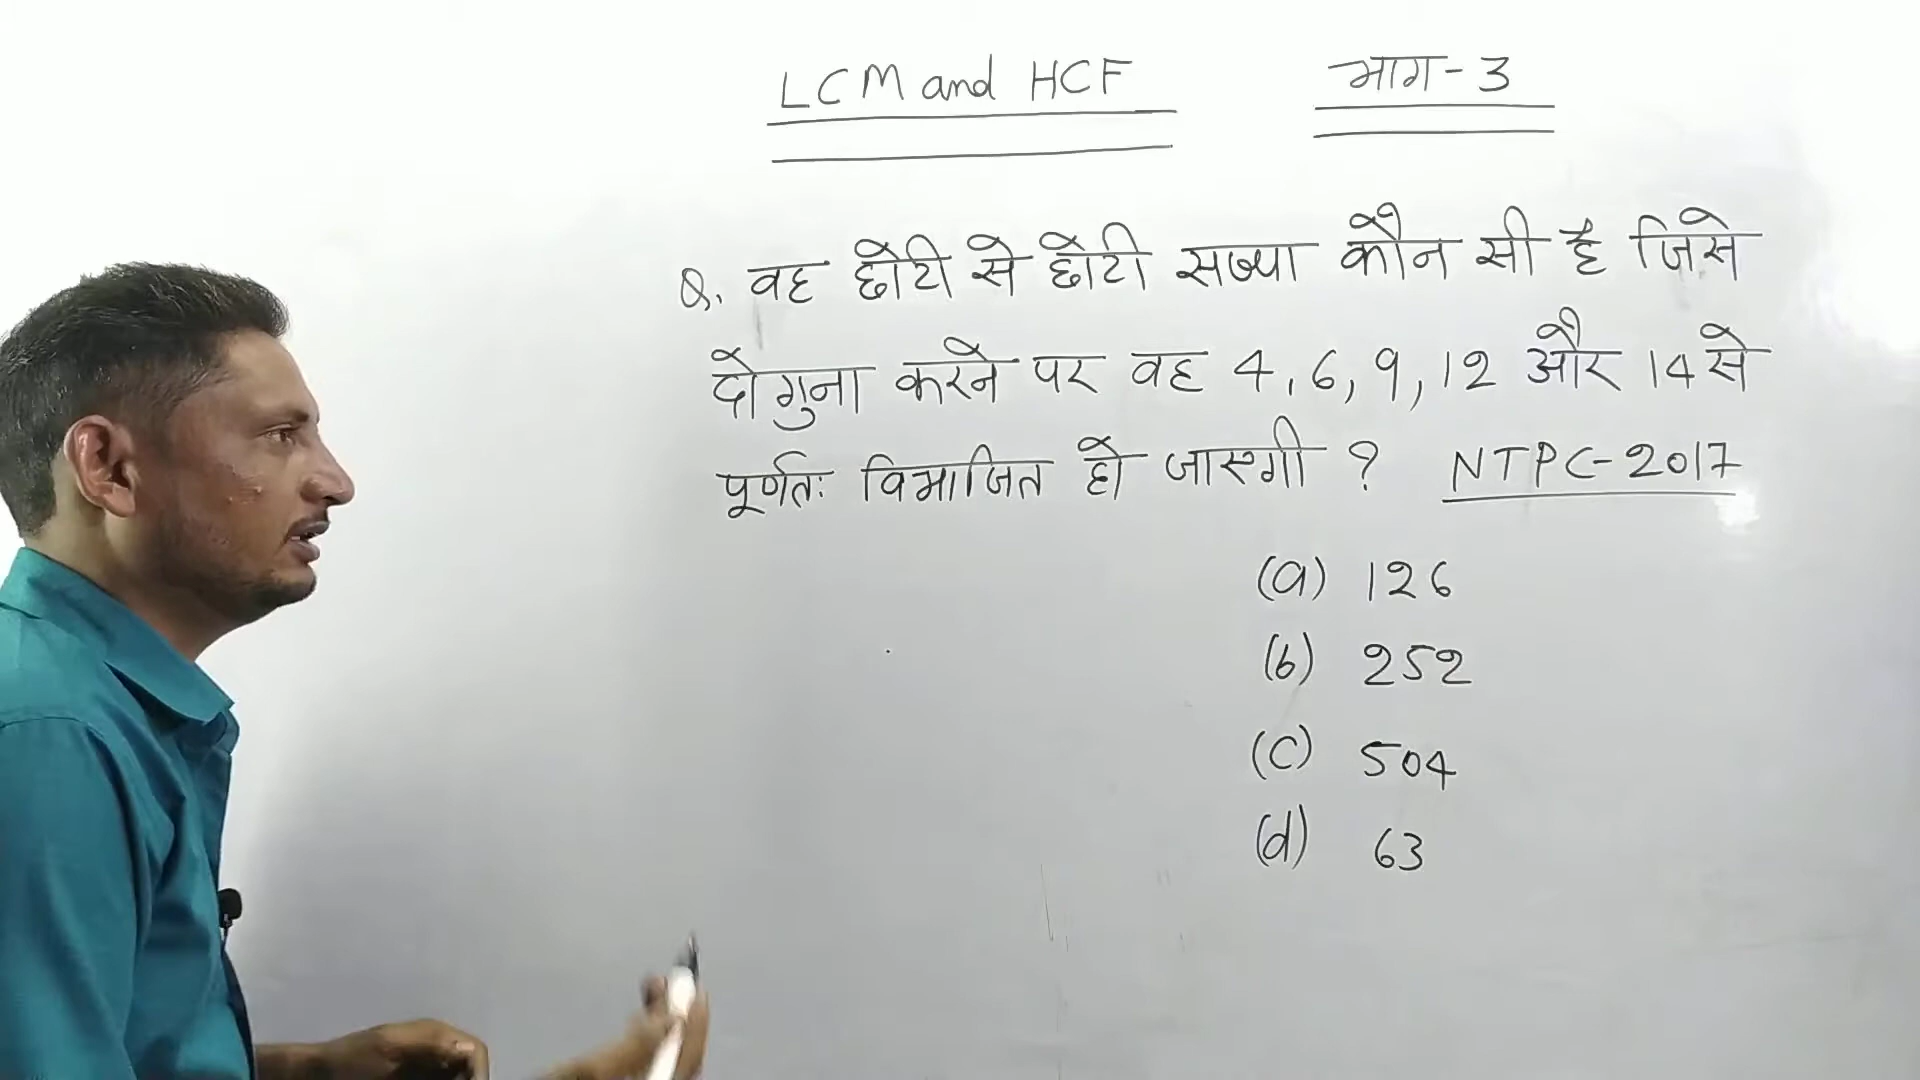 LCM and HCF भाग-3
Q. वह छोटी से छोटी संख्या कौन सी है जिसे
दोगुना करने पर वह 4, 6, 9, 12 और 14 से
पूर्णतः विभाजित हो जाएगी ? NTPC-2017
(a) 126
(b) 252
(c) 504
(d) 63